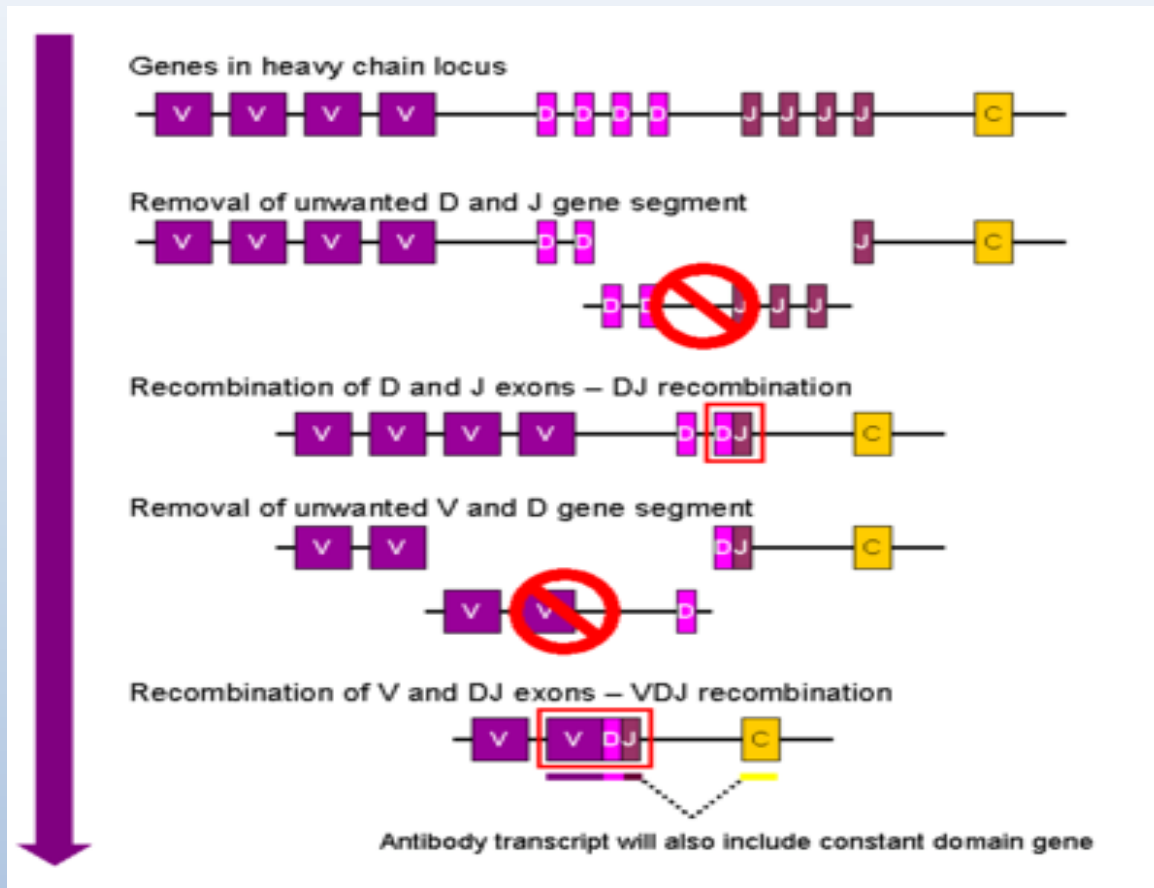 Genes in heavy chain locus
V V V V D D D D J J J J C
Removal of unwanted D and J gene segment
V V V V D D J C
D D J J J
Recombination of D and J exons – DJ recombination
V V V V D DJ C
Removal of unwanted V and D gene segment
V V DJ C
V V D
Recombination of V and DJ exons – VDJ recombination
V V DJ C
Antibody transcript will also include constant domain gene